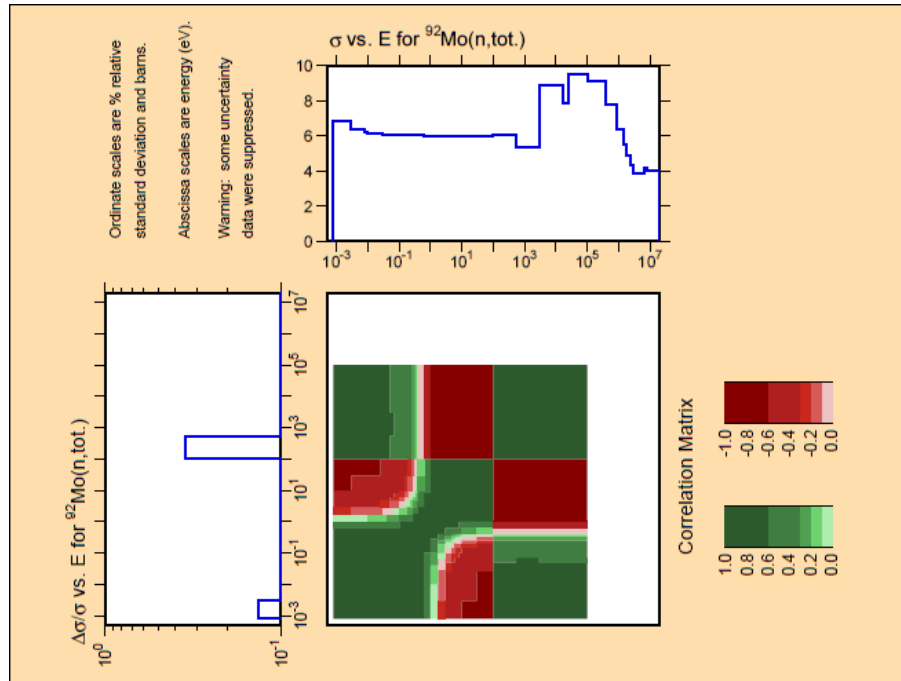 Ordinate scales are % relative
standard deviation and barns.
Abscissa scales are energy (eV).
Warning: some uncertainty
data were suppressed.
σ vs. E for ⁹²Mo(n,tot.)
10
8
6
4
2
0
10⁻³ 10⁻¹ 10¹ 10³ 10⁵ 10⁷
Δσ/σ vs. E for ⁹²Mo(n,tot.)
10⁰ 10⁻¹
10⁷
10⁵
10³
10¹
10⁻¹
10⁻³
Correlation Matrix
1.0 0.8 0.6 0.4 0.2 0.0
-1.0 -0.8 -0.6 -0.4 -0.2 0.0